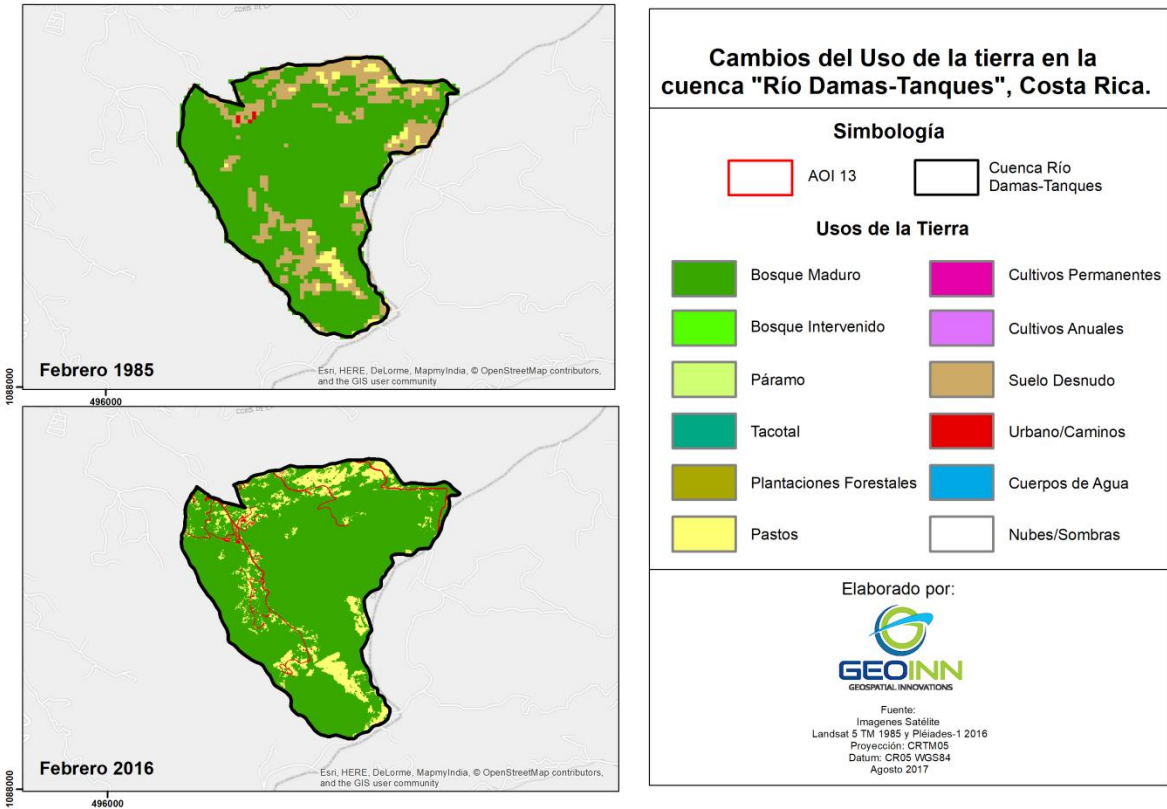 Febrero 1985
Esri, HERE, DeLorme, MapmyIndia, © OpenStreetMap contributors,
and the GIS user community
1088000
496000
Febrero 2016
Esri, HERE, DeLorme, MapmyIndia, © OpenStreetMap contributors,
and the GIS user community
1088000
496000
Cambios del Uso de la tierra en la
cuenca "Río Damas-Tanques", Costa Rica.
Simbología
AOI 13
Cuenca Río
Damas-Tanques
Usos de la Tierra
Bosque Maduro
Cultivos Permanentes
Bosque Intervenido
Cultivos Anuales
Páramo
Suelo Desnudo
Tacotal
Urbano/Caminos
Plantaciones Forestales
Cuerpos de Agua
Pastos
Nubes/Sombras
Elaborado por:
GEOINN
GEOSPATIAL INNOVATIONS
Fuente:
Imagenes Satélite
Landsat 5 TM 1985 y Pléiades-1 2016
Proyección: CRTM05
Datum: CR05 WGS84
Agosto 2017